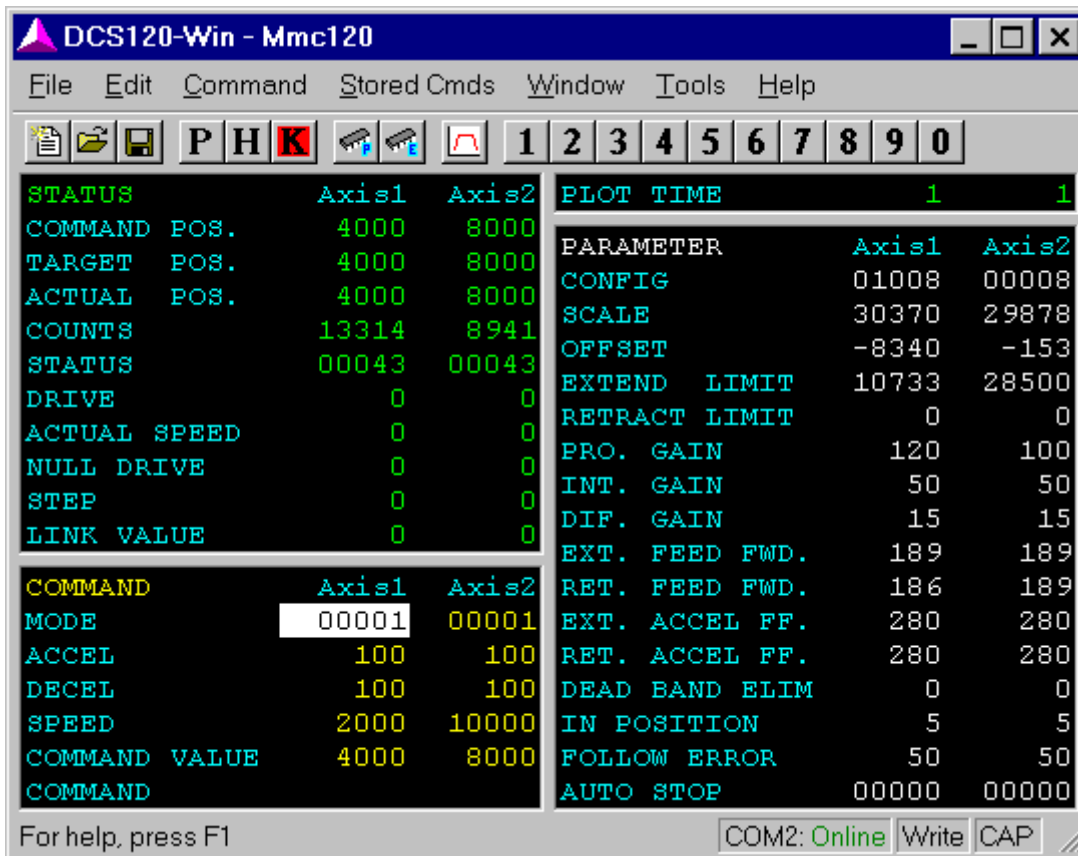 DCS120-Win - Mmc120
File Edit Command Stored Cmds Window Tools Help
P H K P E 1 2 3 4 5 6 7 8 9 0
STATUS Axis1 Axis2
COMMAND POS. 4000 8000
TARGET POS. 4000 8000
ACTUAL POS. 4000 8000
COUNTS 13314 8941
STATUS 00043 00043
DRIVE 0 0
ACTUAL SPEED 0 0
NULL DRIVE 0 0
STEP 0 0
LINK VALUE 0 0
COMMAND Axis1 Axis2
MODE 00001 00001
ACCEL 100 100
DECEL 100 100
SPEED 2000 10000
COMMAND VALUE 4000 8000
COMMAND
PLOT TIME 1 1
PARAMETER Axis1 Axis2
CONFIG 01008 00008
SCALE 30370 29878
OFFSET -8340 -153
EXTEND LIMIT 10733 28500
RETRACT LIMIT 0 0
PRO. GAIN 120 100
INT. GAIN 50 50
DIF. GAIN 15 15
EXT. FEED FWD. 189 189
RET. FEED FWD. 186 189
EXT. ACCEL FF. 280 280
RET. ACCEL FF. 280 280
DEAD BAND ELIM 0 0
IN POSITION 5 5
FOLLOW ERROR 50 50
AUTO STOP 00000 00000
For help, press F1 COM2: Online Write CAP